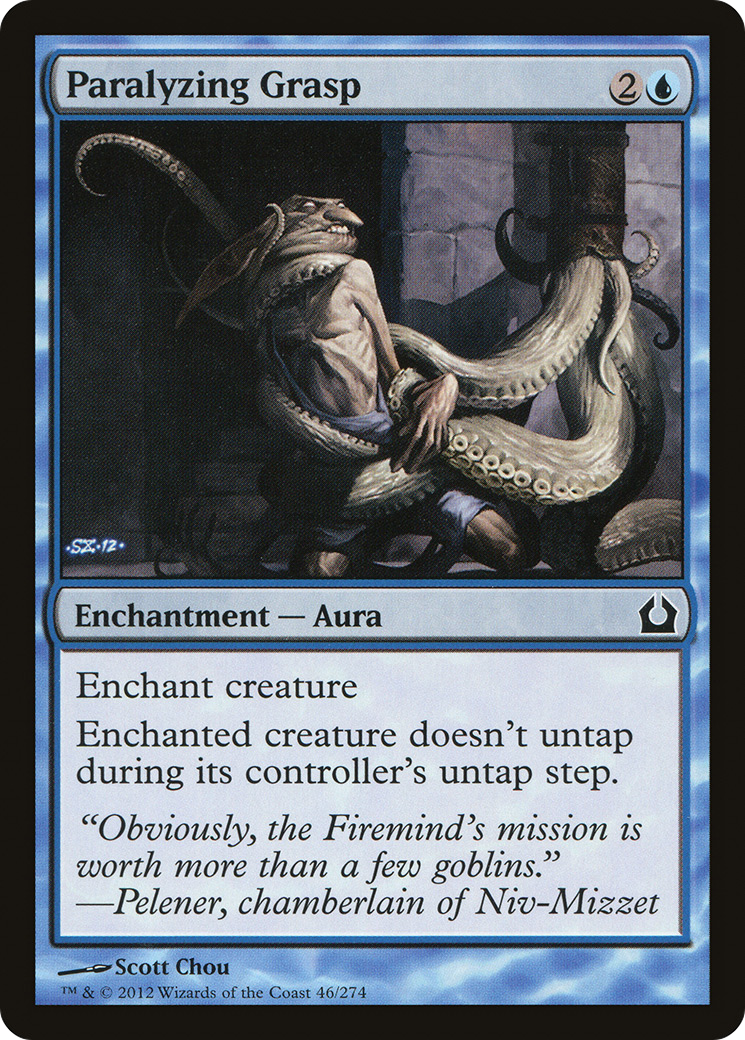 Paralyzing Grasp 2
·SZ·12·
Enchantment — Aura
Enchant creature
Enchanted creature doesn't untap
during its controller's untap step.
“Obviously, the Firemind's mission is
worth more than a few goblins.”
—Pelener, chamberlain of Niv-Mizzet
Scott Chou
™ & © 2012 Wizards of the Coast 46/274